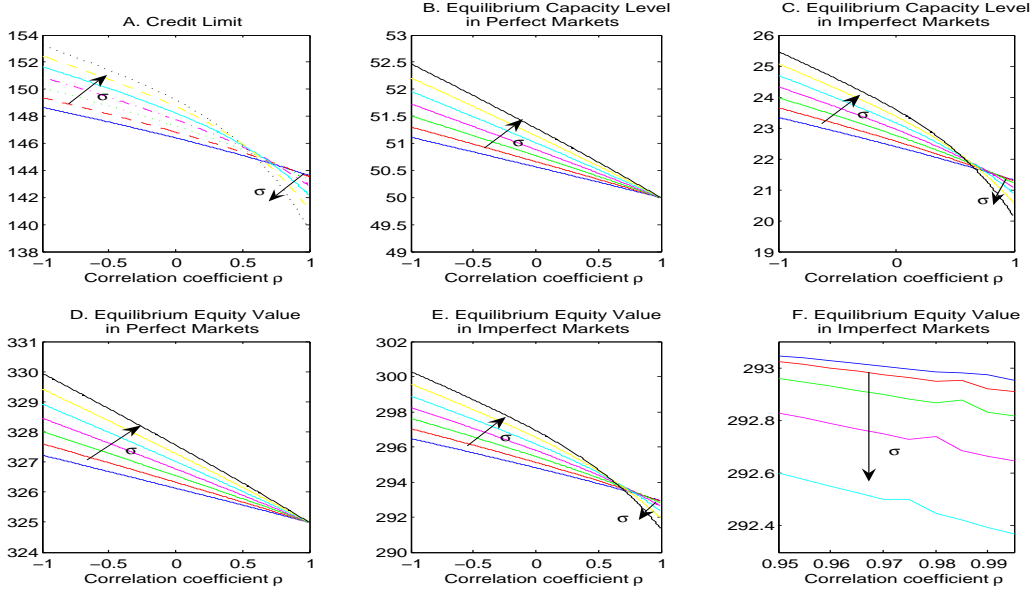 A. Credit Limit
154
152
150
148
146
144
142
140
138
σ
σ
−1
−0.5
0
0.5
1
Correlation coefficient ρ
B. Equilibrium Capacity Level
in Perfect Markets
53
52.5
52
51.5
51
50.5
50
49.5
49
σ
−1
−0.5
0
0.5
1
Correlation coefficient ρ
C. Equilibrium Capacity Level
in Imperfect Markets
26
25
24
23
22
21
20
19
σ
σ
−1
0
1
Correlation coefficient ρ
D. Equilibrium Equity Value
in Perfect Markets
331
330
329
328
327
326
325
324
σ
−1
−0.5
0
0.5
1
Correlation coefficient ρ
E. Equilibrium Equity Value
in Imperfect Markets
302
300
298
296
294
292
290
σ
σ
−1
−0.5
0
0.5
1
Correlation coefficient ρ
F. Equilibrium Equity Value
in Imperfect Markets
293
292.8
292.6
292.4
σ
0.95
0.96
0.97
0.98
0.99
Correlation coefficient ρ